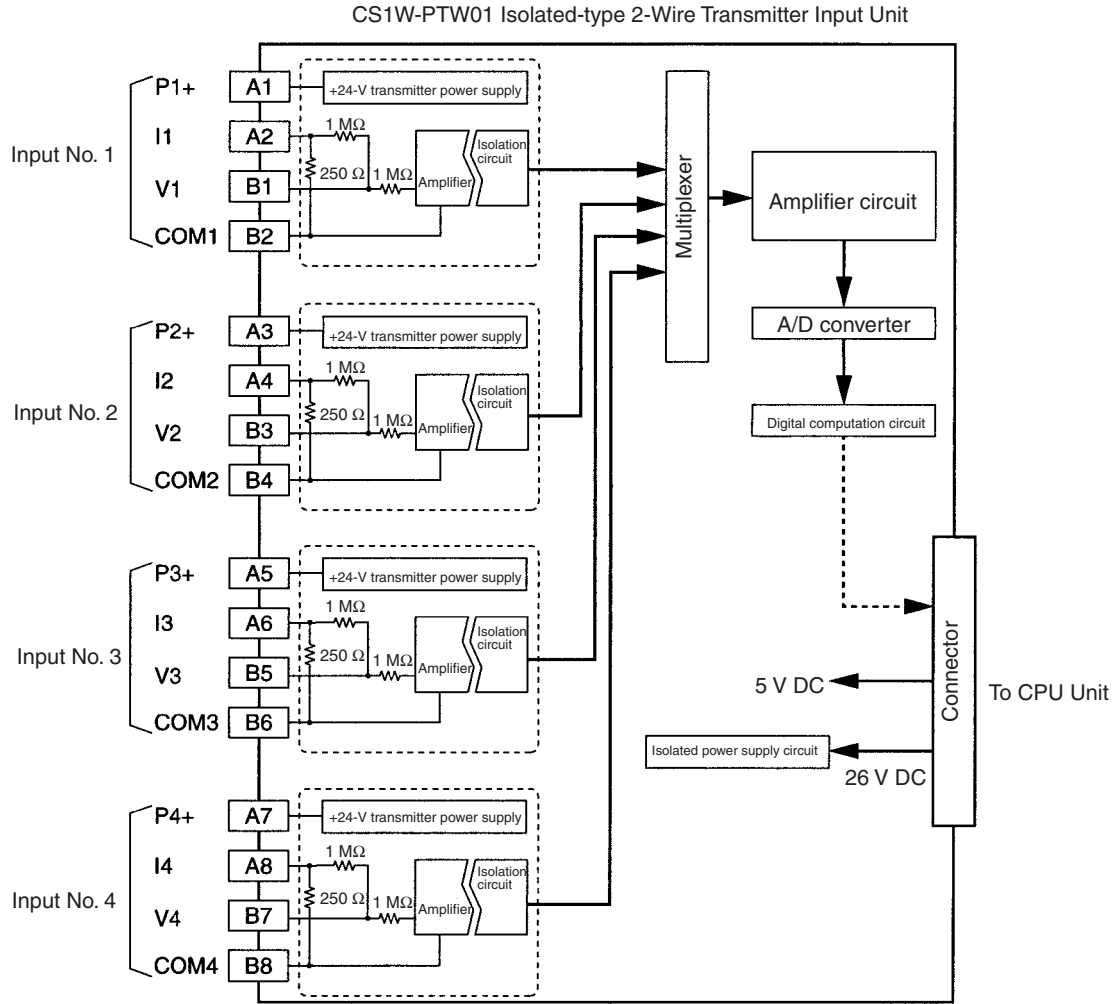 CS1W-PTW01 Isolated-type 2-Wire Transmitter Input Unit
Input No. 1
P1+
A1
I1
A2
V1
B1
COM1
B2
+24-V transmitter power supply
1 MΩ
250 Ω
1 MΩ
Amplifier
Isolation
circuit
Input No. 2
P2+
A3
I2
A4
V2
B3
COM2
B4
+24-V transmitter power supply
1 MΩ
250 Ω
1 MΩ
Amplifier
Isolation
circuit
Input No. 3
P3+
A5
I3
A6
V3
B5
COM3
B6
+24-V transmitter power supply
1 MΩ
250 Ω
1 MΩ
Amplifier
Isolation
circuit
Input No. 4
P4+
A7
I4
A8
V4
B7
COM4
B8
+24-V transmitter power supply
1 MΩ
250 Ω
1 MΩ
Amplifier
Isolation
circuit
Multiplexer
Amplifier circuit
A/D converter
Digital computation circuit
5 V DC
Isolated power supply circuit
26 V DC
Connector
To CPU Unit